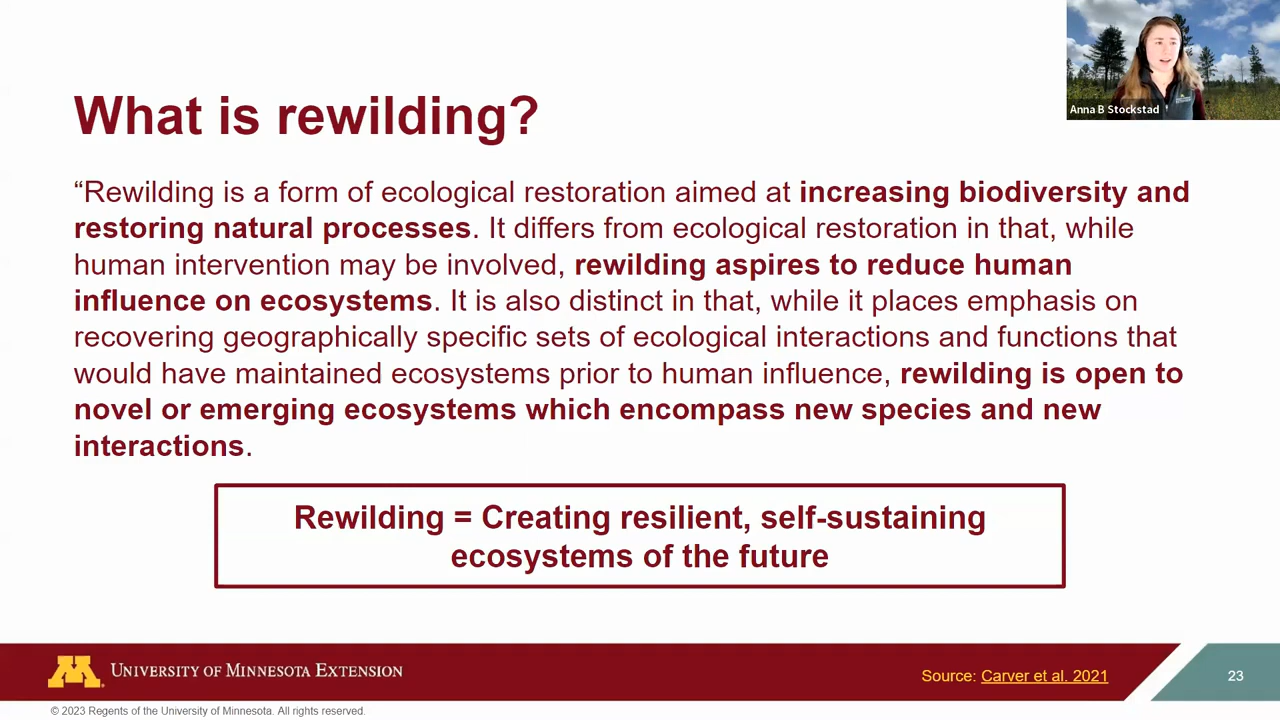 Anna B Stockstad
What is rewilding?
“Rewilding is a form of ecological restoration aimed at increasing biodiversity and
restoring natural processes. It differs from ecological restoration in that, while
human intervention may be involved, rewilding aspires to reduce human
influence on ecosystems. It is also distinct in that, while it places emphasis on
recovering geographically specific sets of ecological interactions and functions that
would have maintained ecosystems prior to human influence, rewilding is open to
novel or emerging ecosystems which encompass new species and new
interactions.
Rewilding = Creating resilient, self-sustaining
ecosystems of the future
M
UNIVERSITY OF MINNESOTA EXTENSION
Source: Carver et al. 2021
23
© 2023 Regents of the University of Minnesota. All rights reserved.